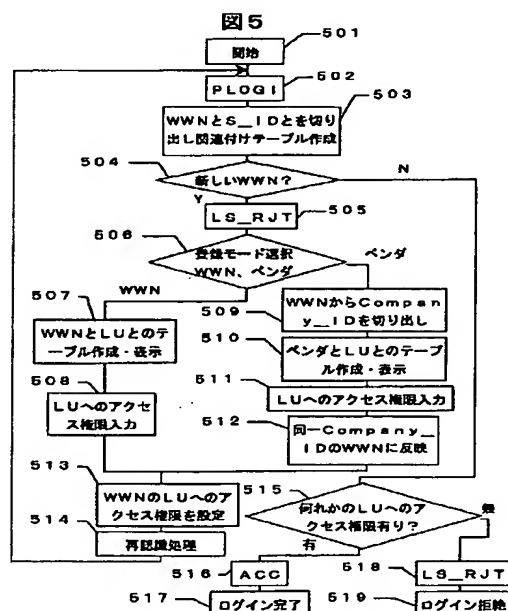 図5
開始
501
PLOGI
502
WWNとS_IDとを切り
出し関連付けテーブル作成
503
504
新しいWWN?
N
Y
LS_RJT
505
506
登録モード選択
WWN、ベンダ
WWN
ベンダ
507
WWNとLUとのテ
ーブル作成・表示
508
LUへのアクセ
ス権限入力
509
WWNからCompan
y_IDを切り出し
510
ベンダとLUとのテー
ブル作成・表示
511
LUへのアクセス権限入力
512
同一Company_
IDのWWNに反映
513
WWNのLUへのア
クセス権限を設定
514
再認識処理
515
何れかのLUへのア
クセス権限有り?
有
無
516
ACC
517
ログイン完了
518
LS_RJT
519
ログイン拒絶